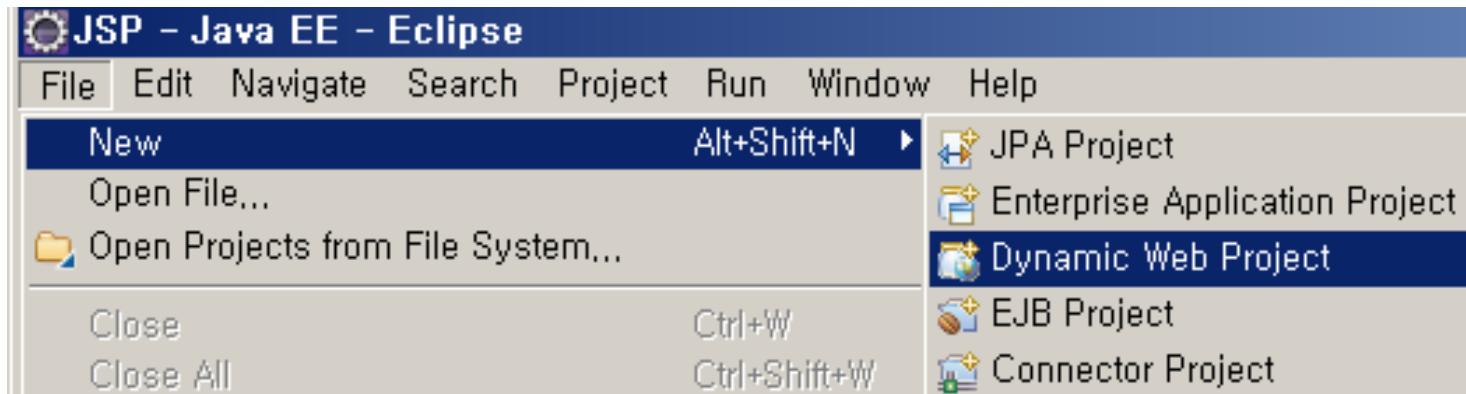 JSP - Java EE - Eclipse
File Edit Navigate Search Project Run Window Help
New Alt+Shift+N
Open File...
Open Projects from File System...
Close Ctrl+W
Close All Ctrl+Shift+W
JPA Project
Enterprise Application Project
Dynamic Web Project
EJB Project
Connector Project